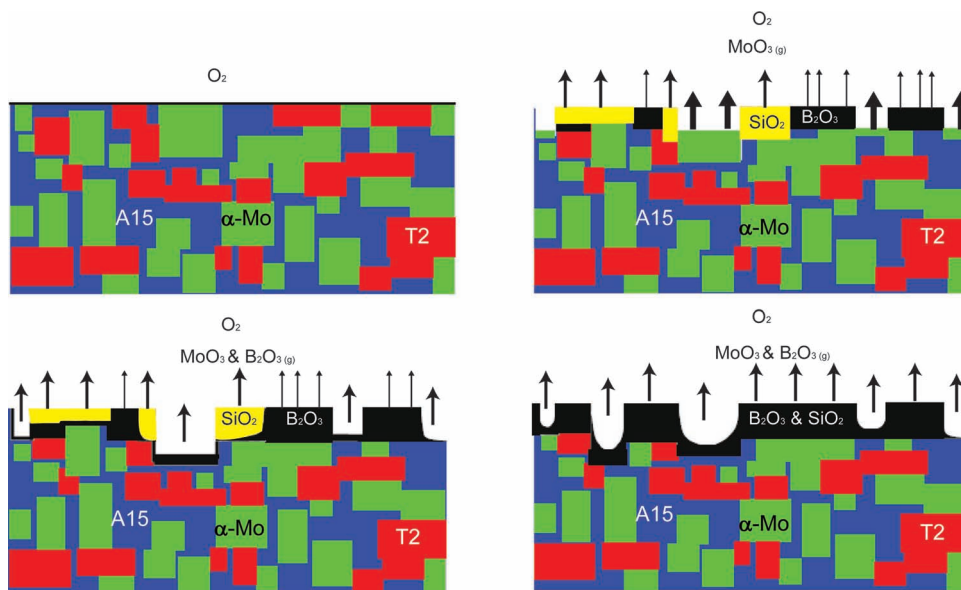 O₂
A15
α-Mo
T2
O₂
MoO₃ (g)
SiO₂
B₂O₃
A15
α-Mo
T2
O₂
MoO₃ & B₂O₃ (g)
SiO₂
B₂O₃
A15
α-Mo
T2
O₂
MoO₃ & B₂O₃ (g)
B₂O₃ & SiO₂
A15
α-Mo
T2